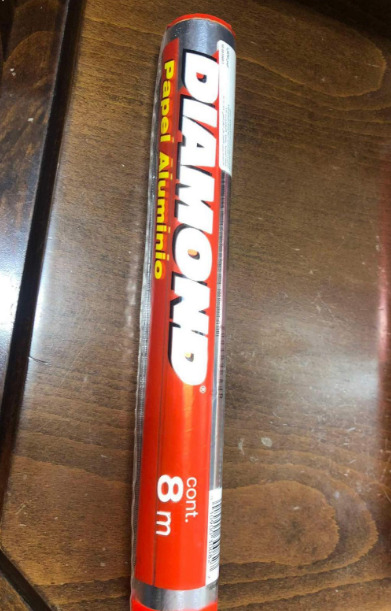 DIAMOND®
Papel Aluminio
cont.
8 m